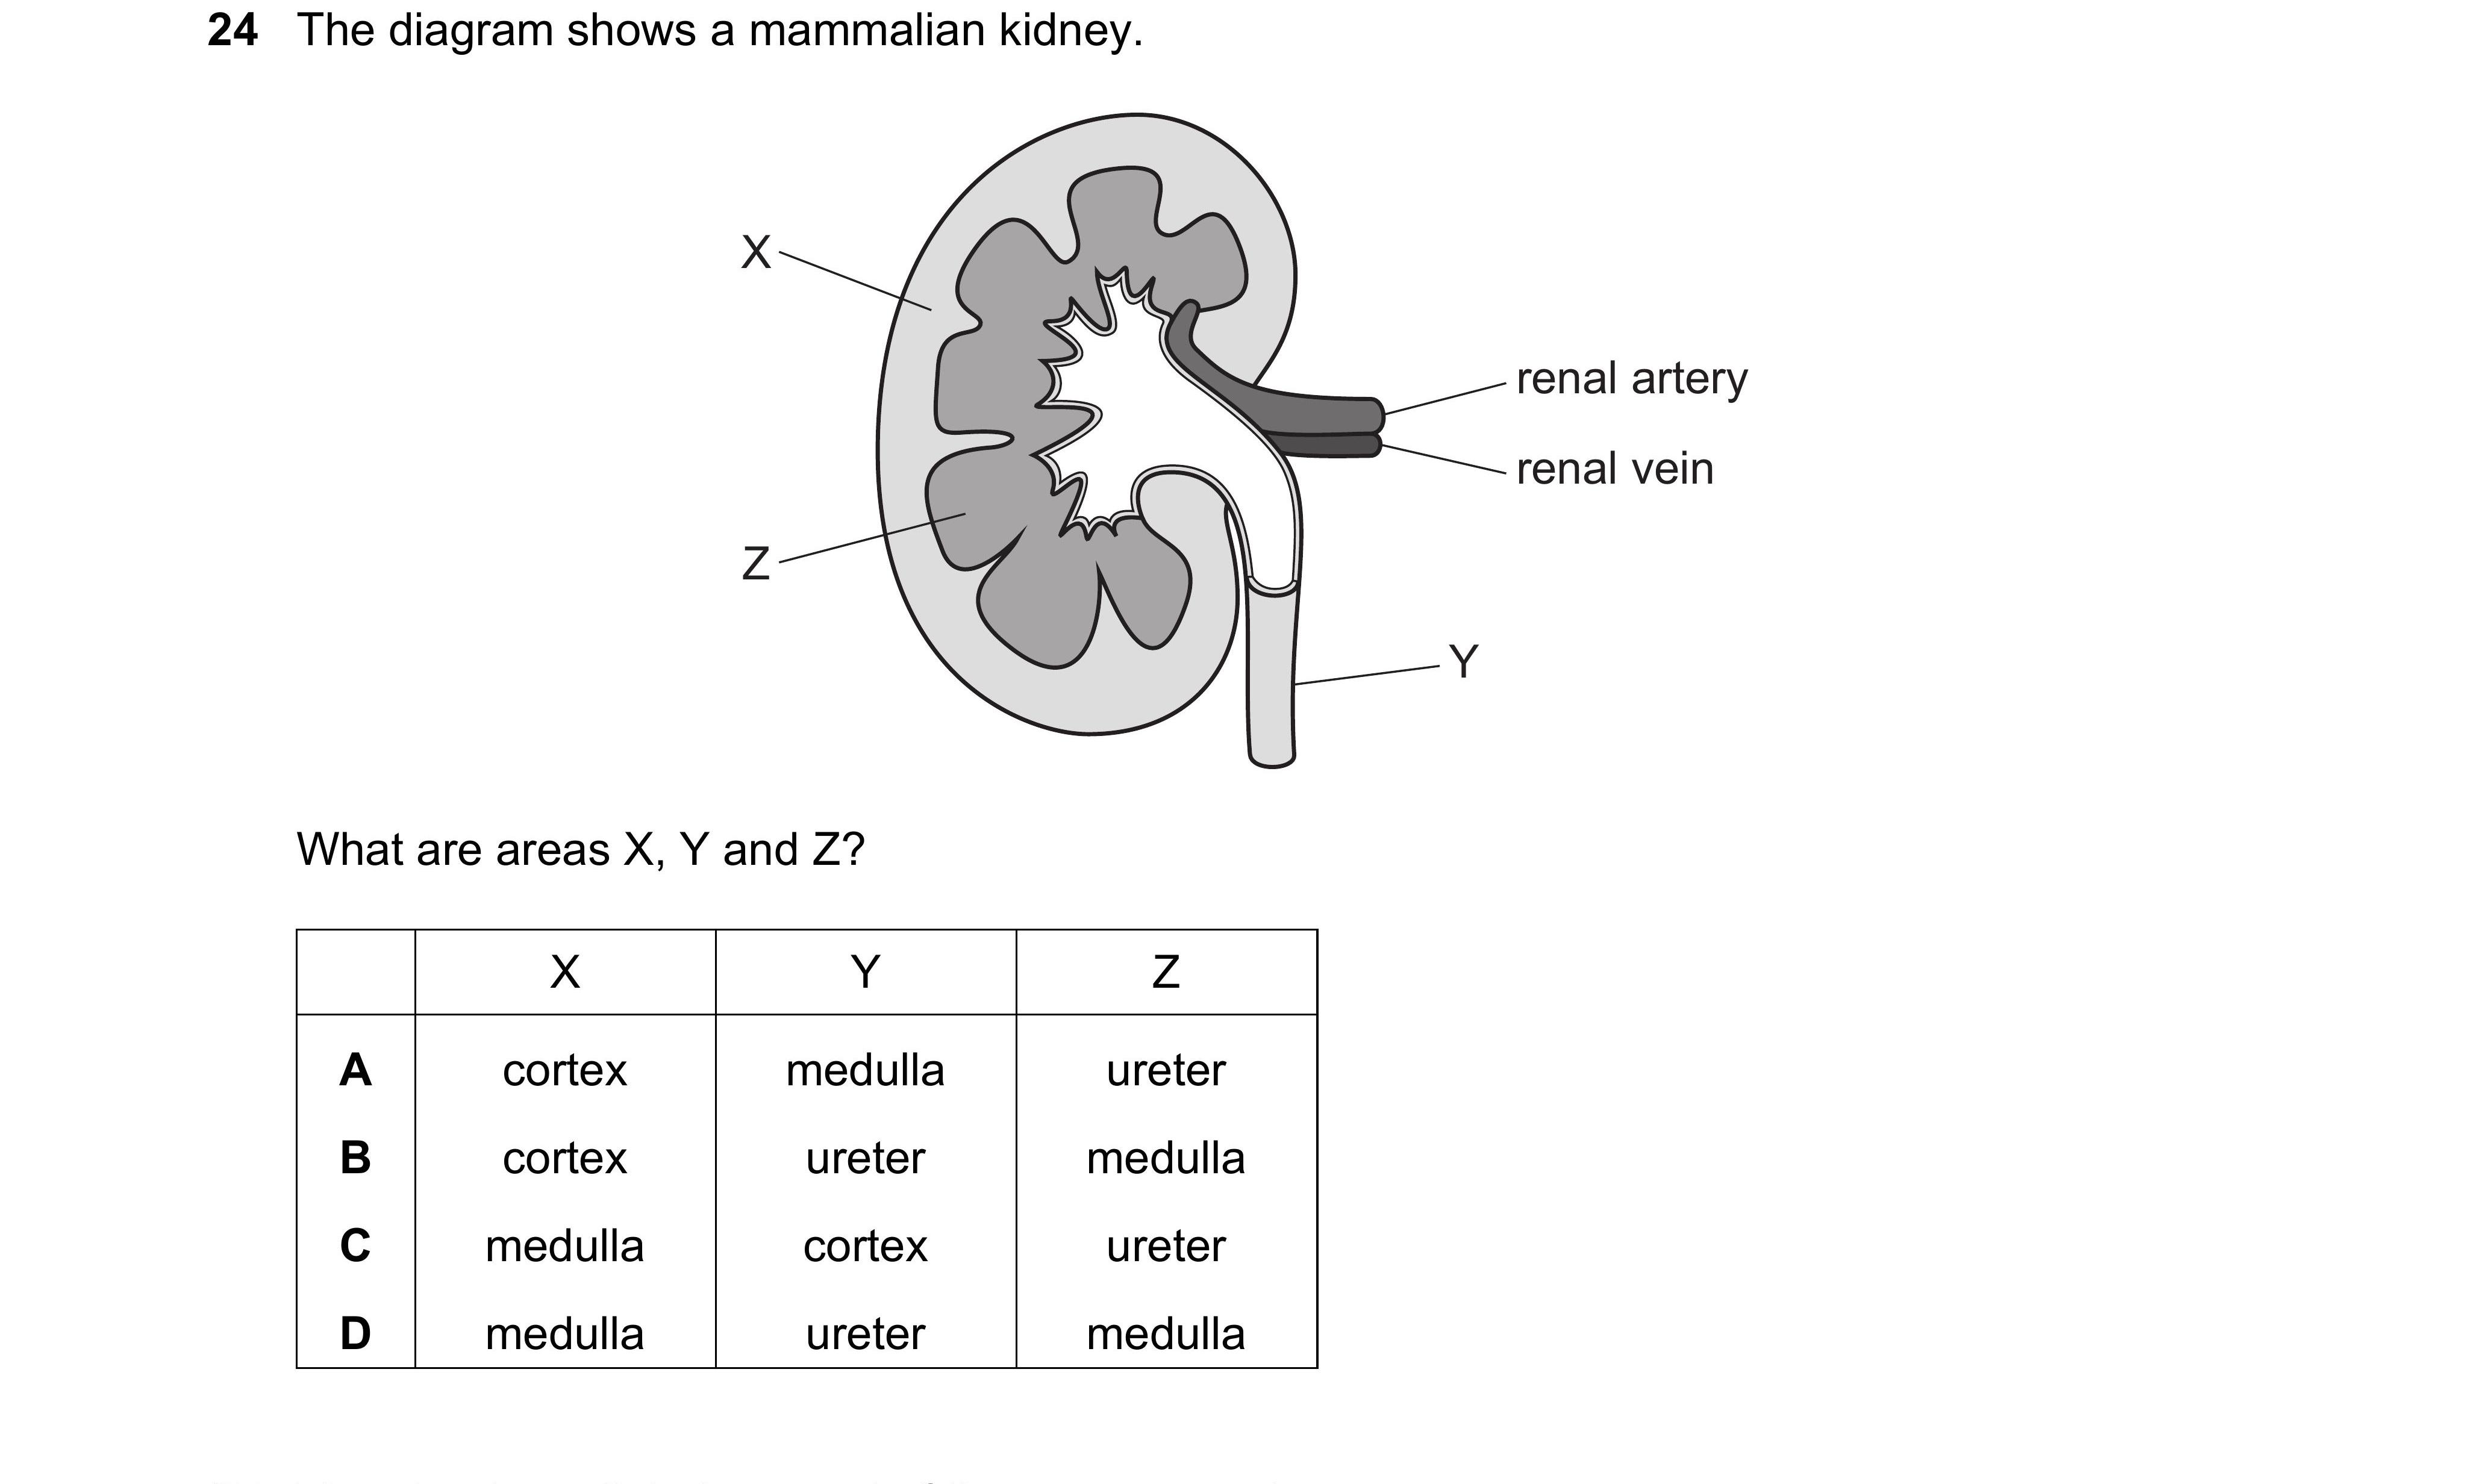 24 The diagram shows a mammalian kidney.
X
renal artery
renal vein
Z
Y
What are areas X, Y and Z?
X Y Z
A cortex medulla ureter
B cortex ureter medulla
C medulla cortex ureter
D medulla ureter medulla